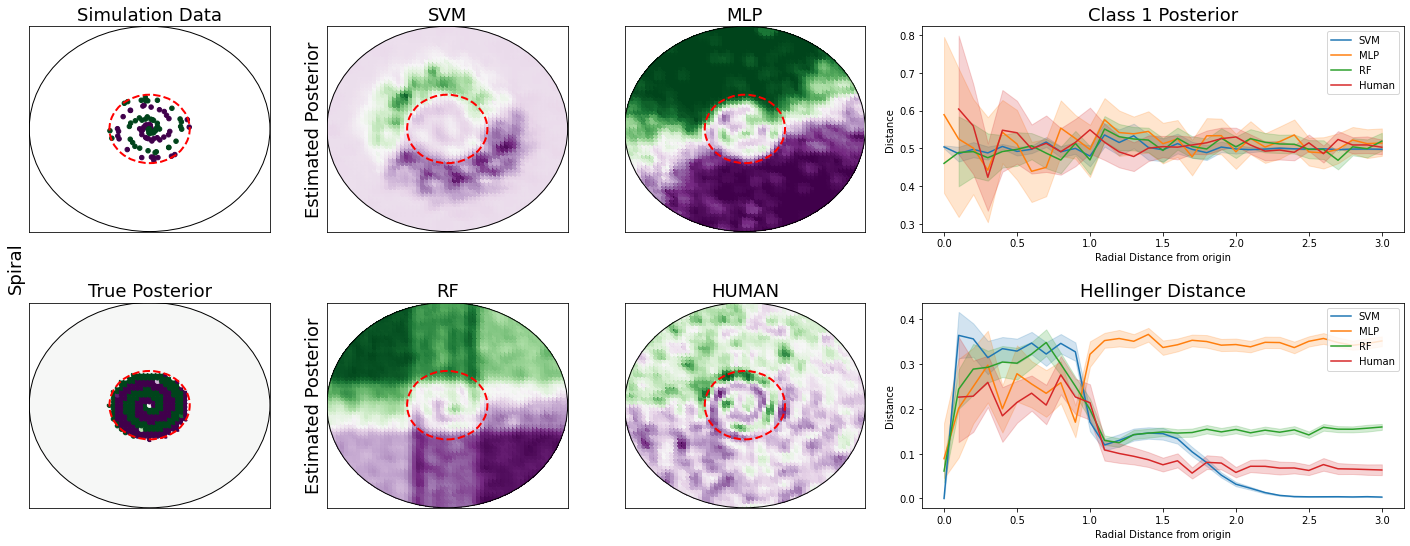 Simulation Data
SVM
MLP
Class 1 Posterior
Estimated Posterior
0.8
0.7
0.6
0.5
0.4
0.3
Distance
SVM
MLP
RF
Human
0.0 0.5 1.0 1.5 2.0 2.5 3.0
Radial Distance from origin
Spiral
True Posterior
RF
HUMAN
Hellinger Distance
Estimated Posterior
0.4
0.3
0.2
0.1
0.0
Distance
SVM
MLP
RF
Human
0.0 0.5 1.0 1.5 2.0 2.5 3.0
Radial Distance from origin